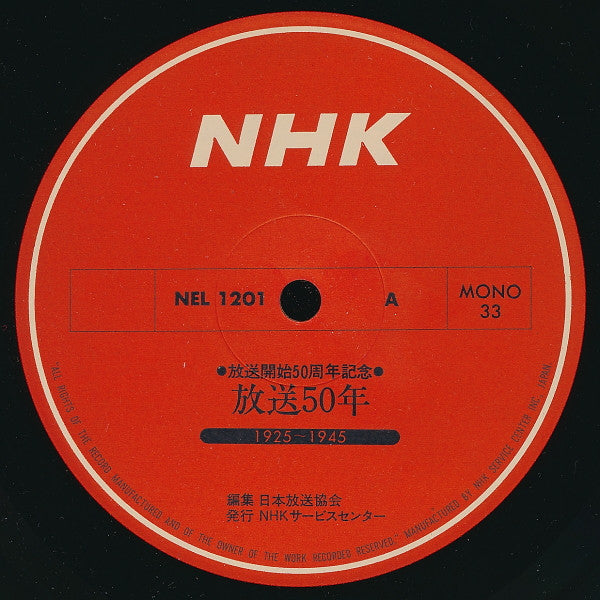 NHK
NEL 1201 A MONO
33
●放送開始50周年記念●
放送50年
1925〜1945
編集 日本放送協会
発行 NHKサービスセンター
"ALL RIGHTS OF THE RECORD MANUFACTURED AND OF THE OWNER OF THE WORK RECORDED RESERVED." MANUFACTURED BY NHK SERVICE CENTER INC. JAPAN.